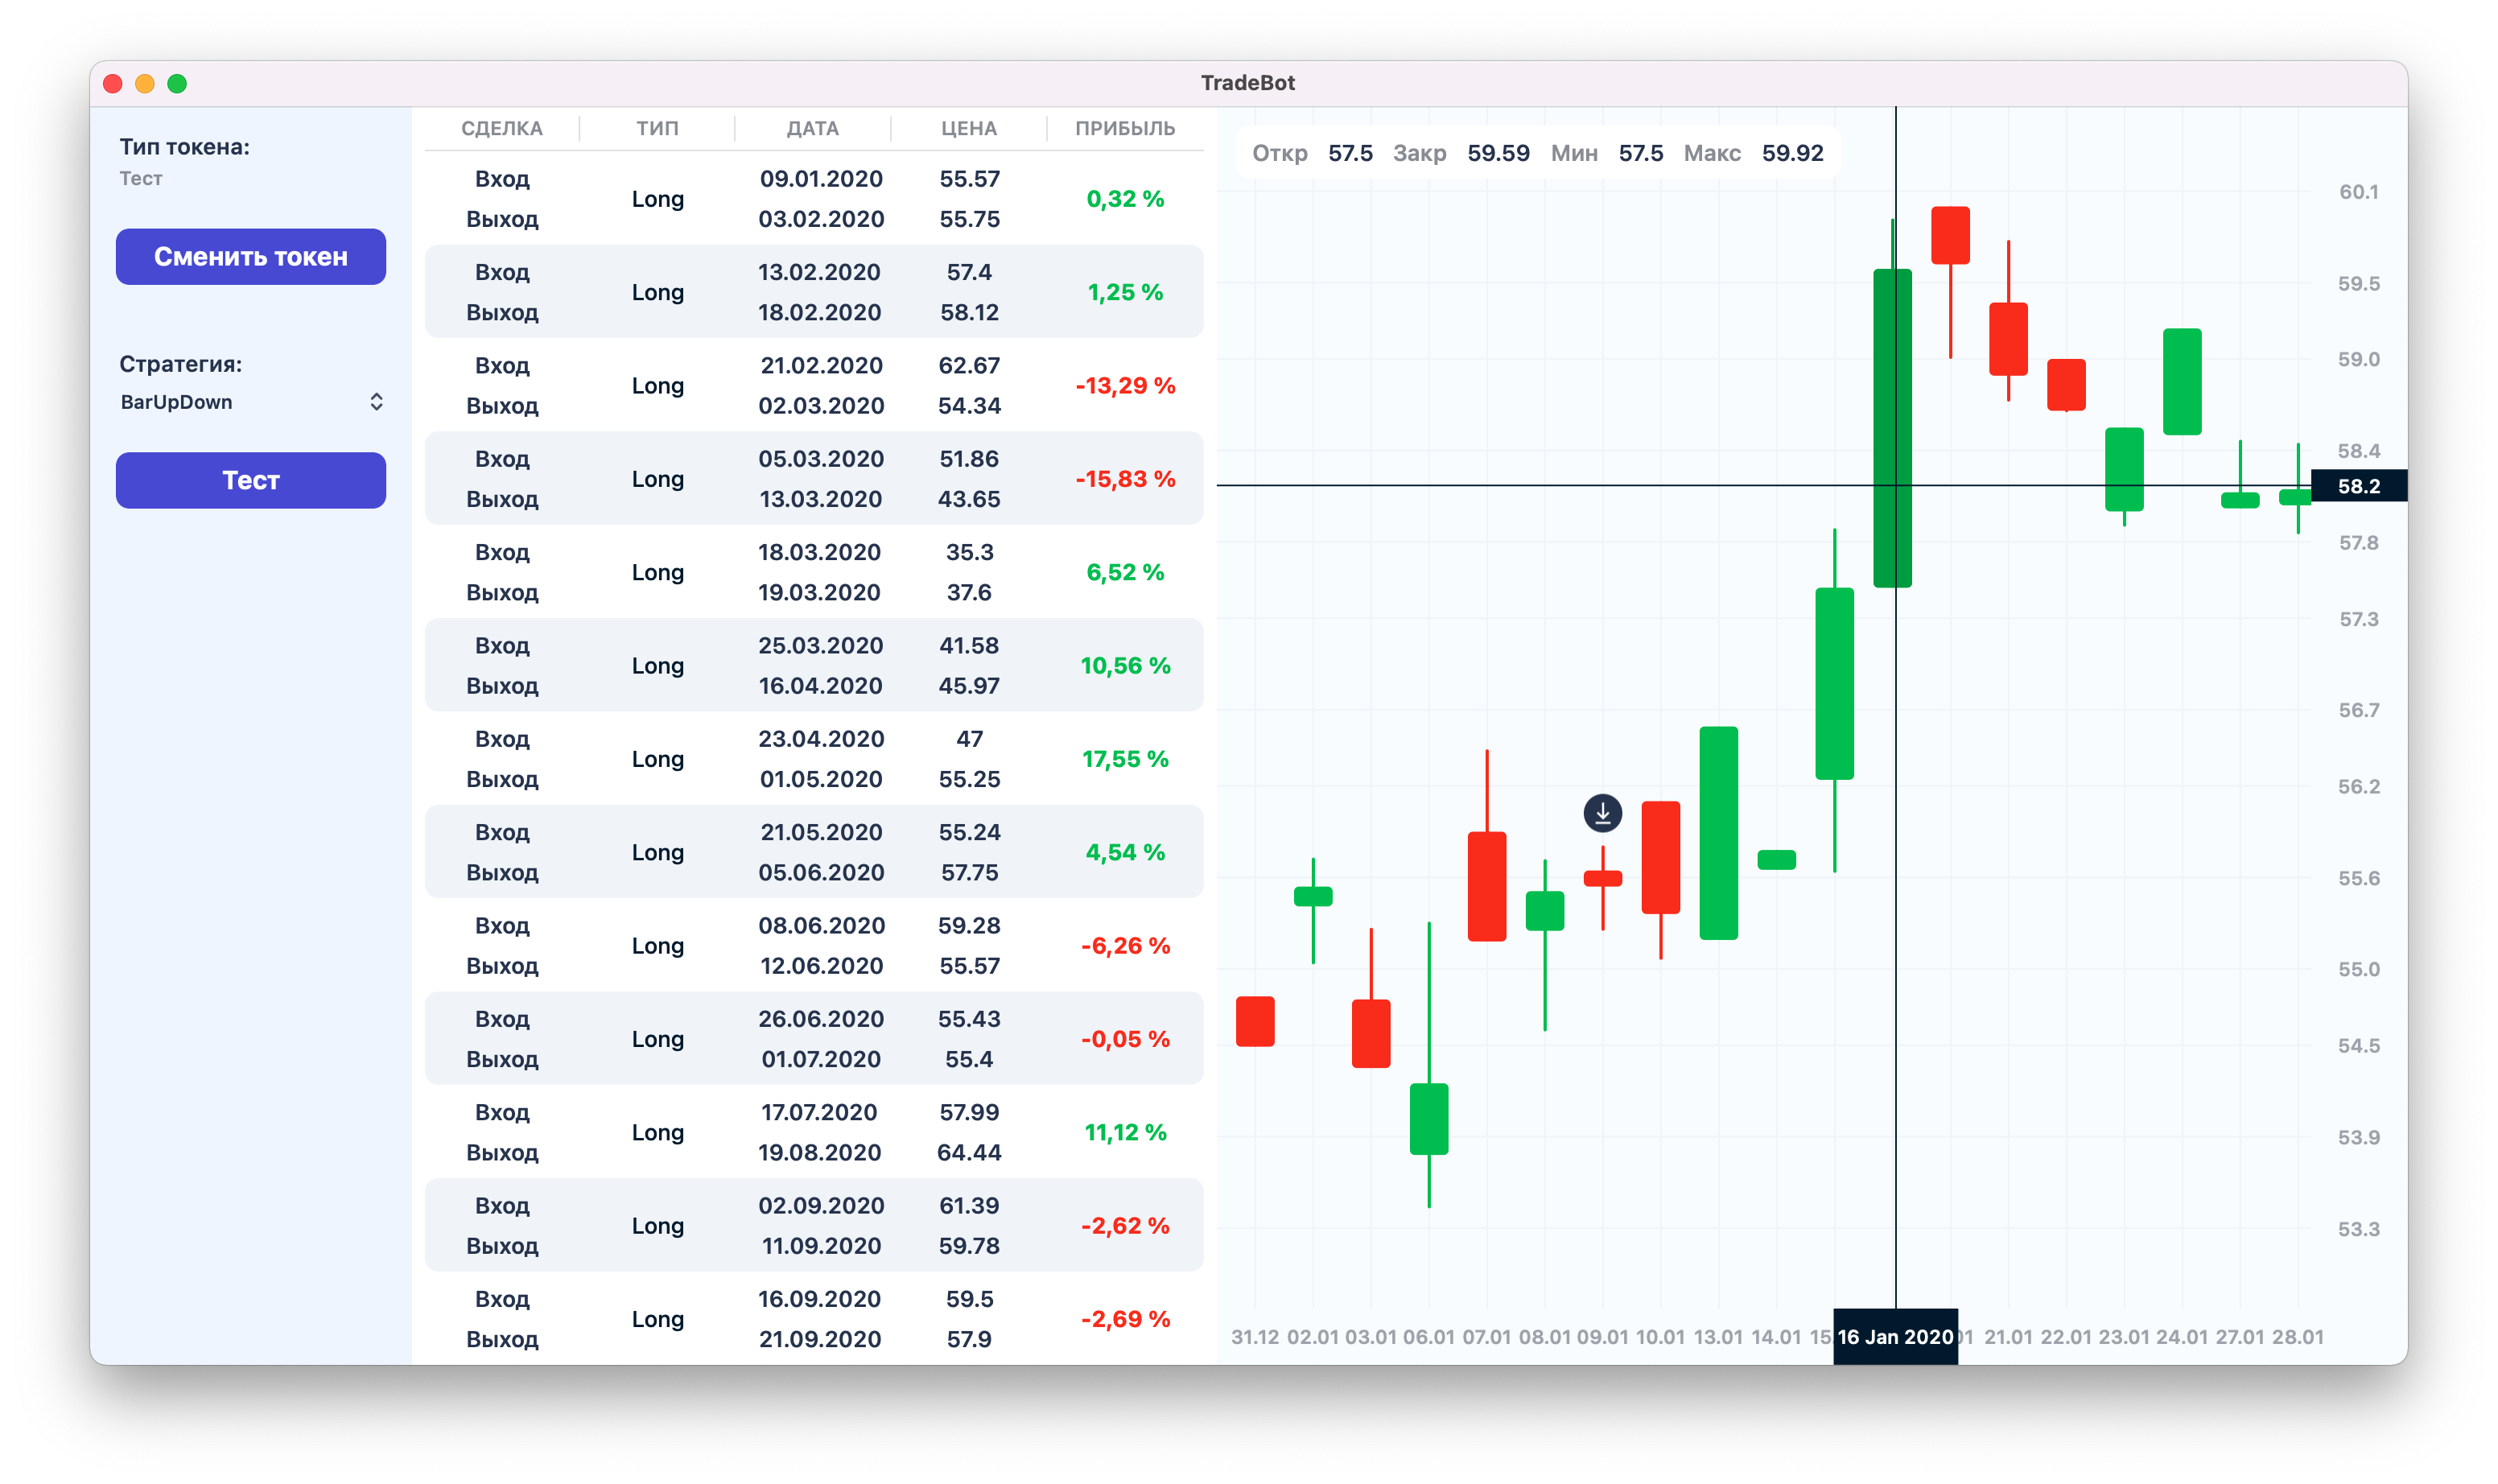 TradeBot
Тип токена:
Тест
Сменить токен
Стратегия:
BarUpDown
Тест
СДЕЛКА ТИП ДАТА ЦЕНА ПРИБЫЛЬ
Вход 09.01.2020 55.57
Long 0,32 %
Выход 03.02.2020 55.75
Вход 13.02.2020 57.4
Long 1,25 %
Выход 18.02.2020 58.12
Вход 21.02.2020 62.67
Long -13,29 %
Выход 02.03.2020 54.34
Вход 05.03.2020 51.86
Long -15,83 %
Выход 13.03.2020 43.65
Вход 18.03.2020 35.3
Long 6,52 %
Выход 19.03.2020 37.6
Вход 25.03.2020 41.58
Long 10,56 %
Выход 16.04.2020 45.97
Вход 23.04.2020 47
Long 17,55 %
Выход 01.05.2020 55.25
Вход 21.05.2020 55.24
Long 4,54 %
Выход 05.06.2020 57.75
Вход 08.06.2020 59.28
Long -6,26 %
Выход 12.06.2020 55.57
Вход 26.06.2020 55.43
Long -0,05 %
Выход 01.07.2020 55.4
Вход 17.07.2020 57.99
Long 11,12 %
Выход 19.08.2020 64.44
Вход 02.09.2020 61.39
Long -2,62 %
Выход 11.09.2020 59.78
Вход 16.09.2020 59.5
Long -2,69 %
Выход 21.09.2020 57.9
Откр 57.5 Закр 59.59 Мин 57.5 Макс 59.92
60.1
59.5
59.0
58.4
58.2
57.8
57.3
56.7
56.2
55.6
55.0
54.5
53.9
53.3
31.12 02.01 03.01 06.01 07.01 08.01 09.01 10.01 13.01 14.01 15 16 Jan 2020 21.01 22.01 23.01 24.01 27.01 28.01